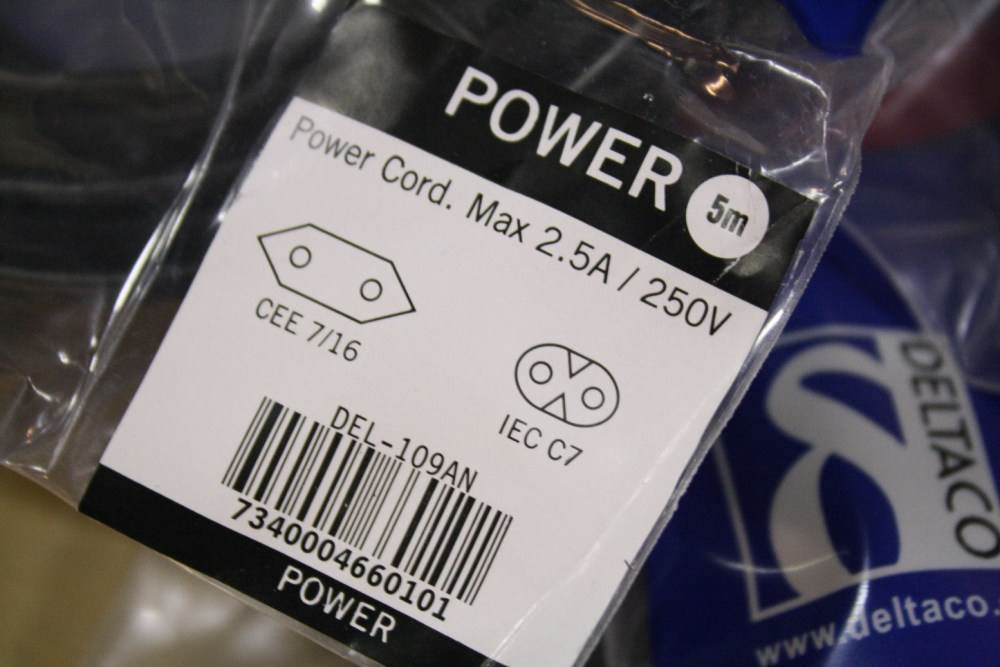 POWER
5m
Power Cord. Max 2.5A / 250V
CEE 7/16
IEC C7
DEL-109AN
7340004660101
POWER
DELTACO
www.deltaco.